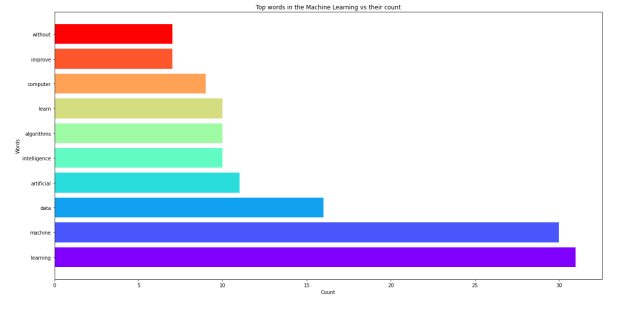 Top words in the Machine Learning vs their count
without
improve
computer
learn
algorithms
intelligence
artificial
data
machine
learning
Words
0 5 10 15 20 25 30
Count